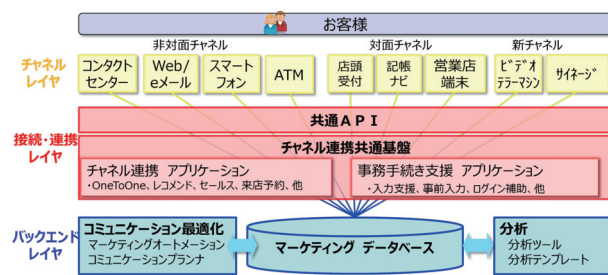 お客様
非対面チャネル
対面チャネル
新チャネル
チャネル
レイヤ
コンタクト
センター
Web/
eメール
スマート
フォン
ATM
店頭
受付
記帳
ナビ
営業店
端末
ビデオ
テラーマシン
サイネージ
共通API
接続・連携
レイヤ
チャネル連携共通基盤
チャネル連携 アプリケーション
・OneToOne、レコメンド、セールス、来店予約、他
事務手続き支援 アプリケーション
・入力支援、事前入力、ログイン補助、他
バックエンド
レイヤ
コミュニケーション最適化
マーケティングオートメーション
コミュニケーションプランナ
マーケティング データベース
分析
分析ツール
分析テンプレート